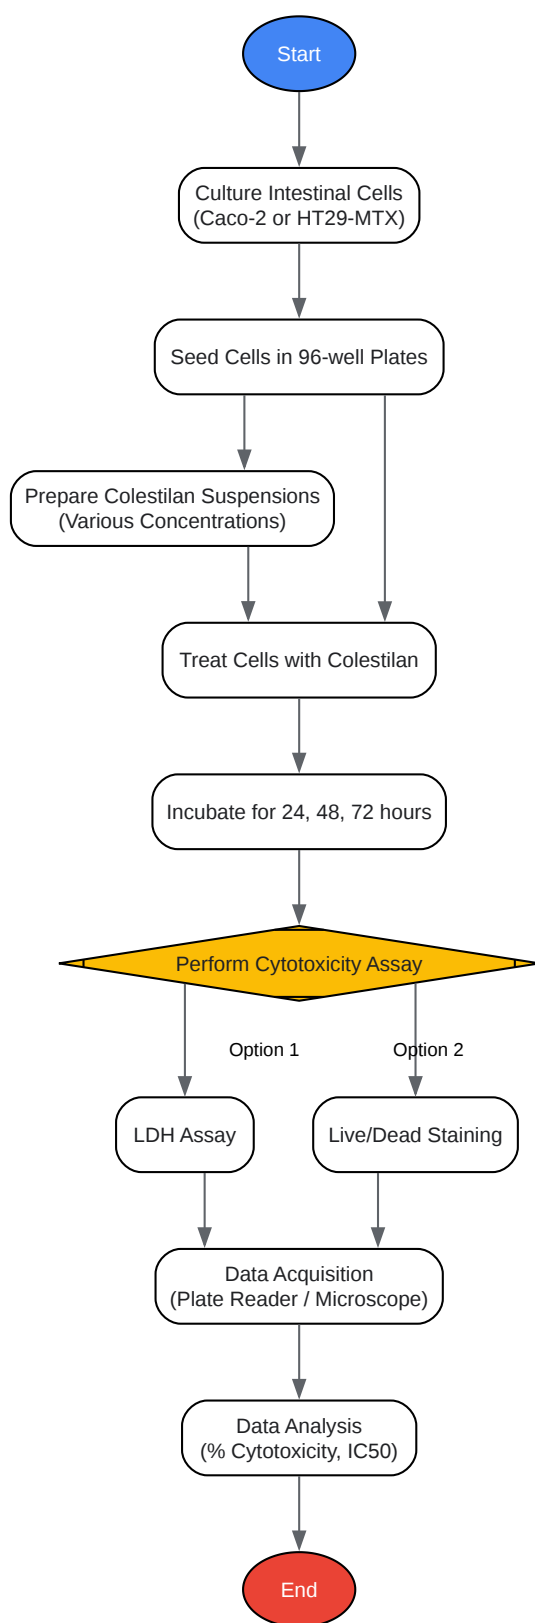 Start
Culture Intestinal Cells
(Caco-2 or HT29-MTX)
Seed Cells in 96-well Plates
Prepare Colestilan Suspensions
(Various Concentrations)
Treat Cells with Colestilan
Incubate for 24, 48, 72 hours
Perform Cytotoxicity Assay
Option 1
Option 2
LDH Assay
Live/Dead Staining
Data Acquisition
(Plate Reader / Microscope)
Data Analysis
(% Cytotoxicity, IC50)
End